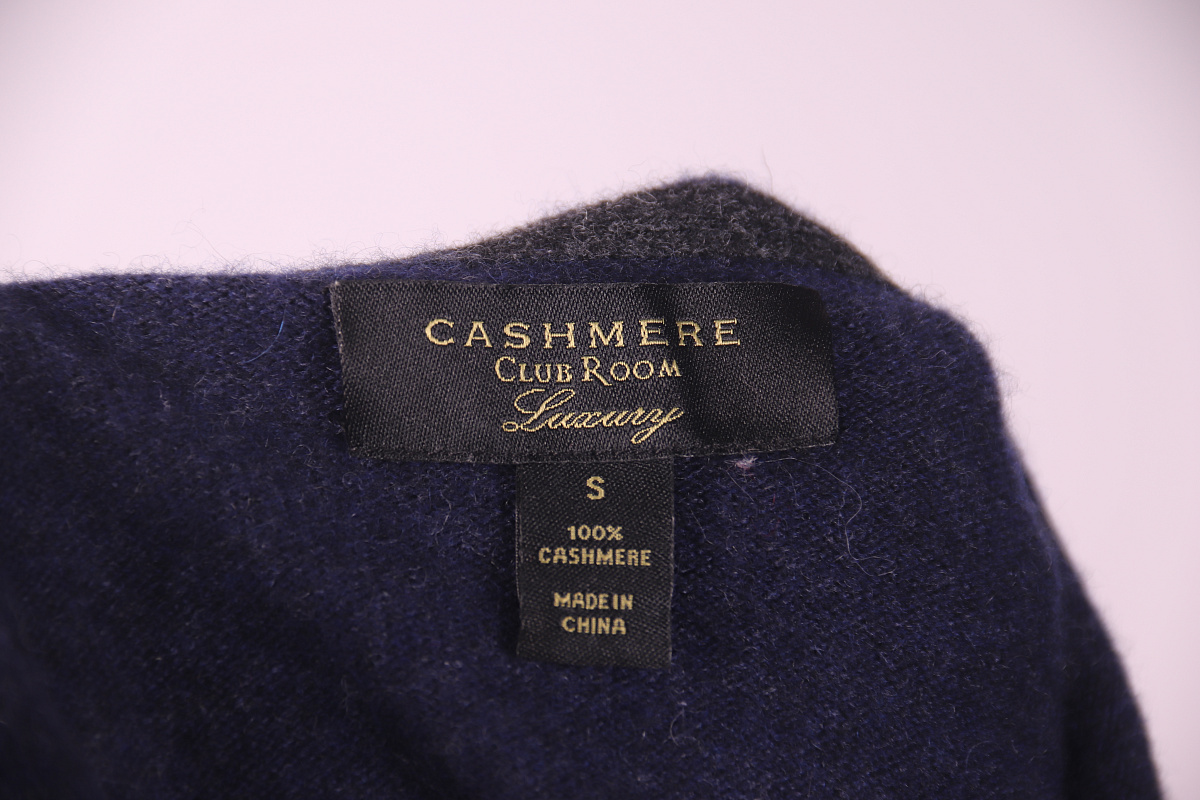 CASHMERE
CLUB ROOM
Luxury
S
100%
CASHMERE
MADE IN
CHINA